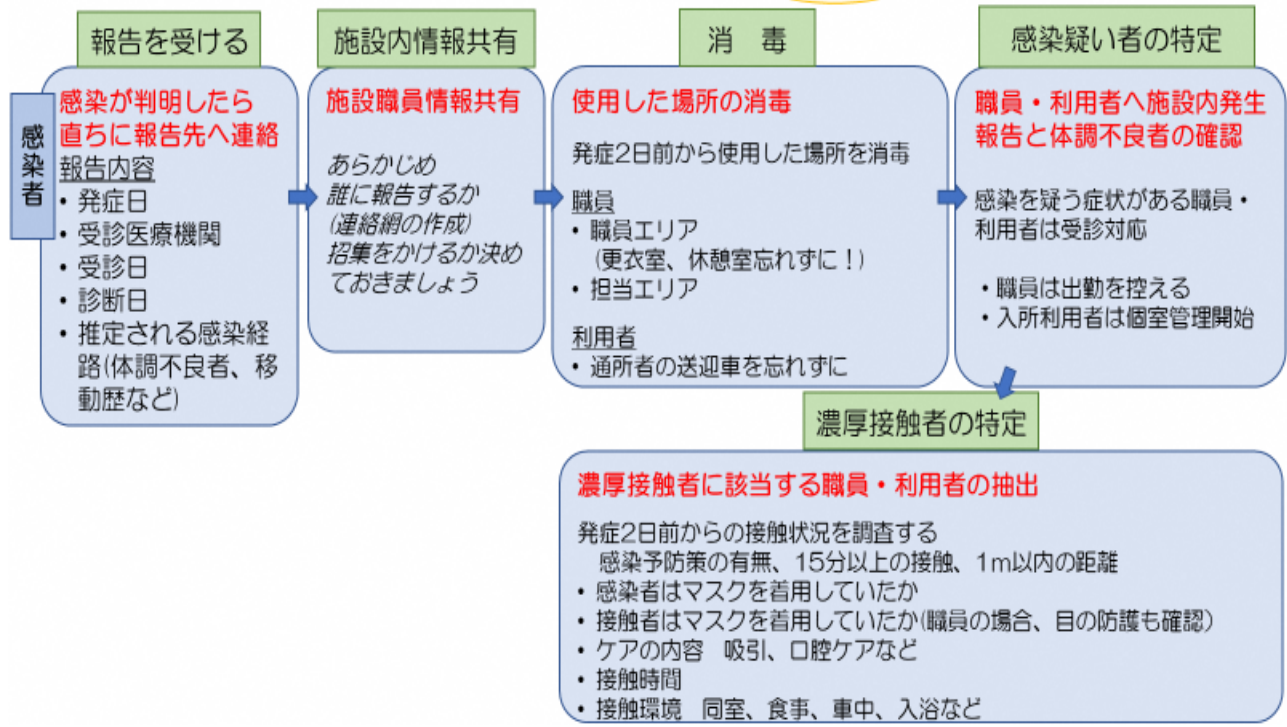 報告を受ける
感染者
感染が判明したら
直ちに報告先へ連絡
報告内容
・発症日
・受診医療機関
・受診日
・診断日
・推定される感染経
路(体調不良者、移
動歴など)
施設内情報共有
施設職員情報共有
あらかじめ
誰に報告するか
(連絡網の作成)
招集をかけるか決め
ておきましょう
消　毒
使用した場所の消毒
発症2日前から使用した場所を消毒
職員
・職員エリア
(更衣室、休憩室忘れずに！)
・担当エリア
利用者
・通所者の送迎車を忘れずに
感染疑い者の特定
職員・利用者へ施設内発生
報告と体調不良者の確認
感染を疑う症状がある職員・
利用者は受診対応
・職員は出勤を控える
・入所利用者は個室管理開始
濃厚接触者の特定
濃厚接触者に該当する職員・利用者の抽出
発症2日前からの接触状況を調査する
感染予防策の有無、15分以上の接触、1m以内の距離
・感染者はマスクを着用していたか
・接触者はマスクを着用していたか(職員の場合、目の防護も確認)
・ケアの内容　吸引、口腔ケアなど
・接触時間
・接触環境　同室、食事、車中、入浴など